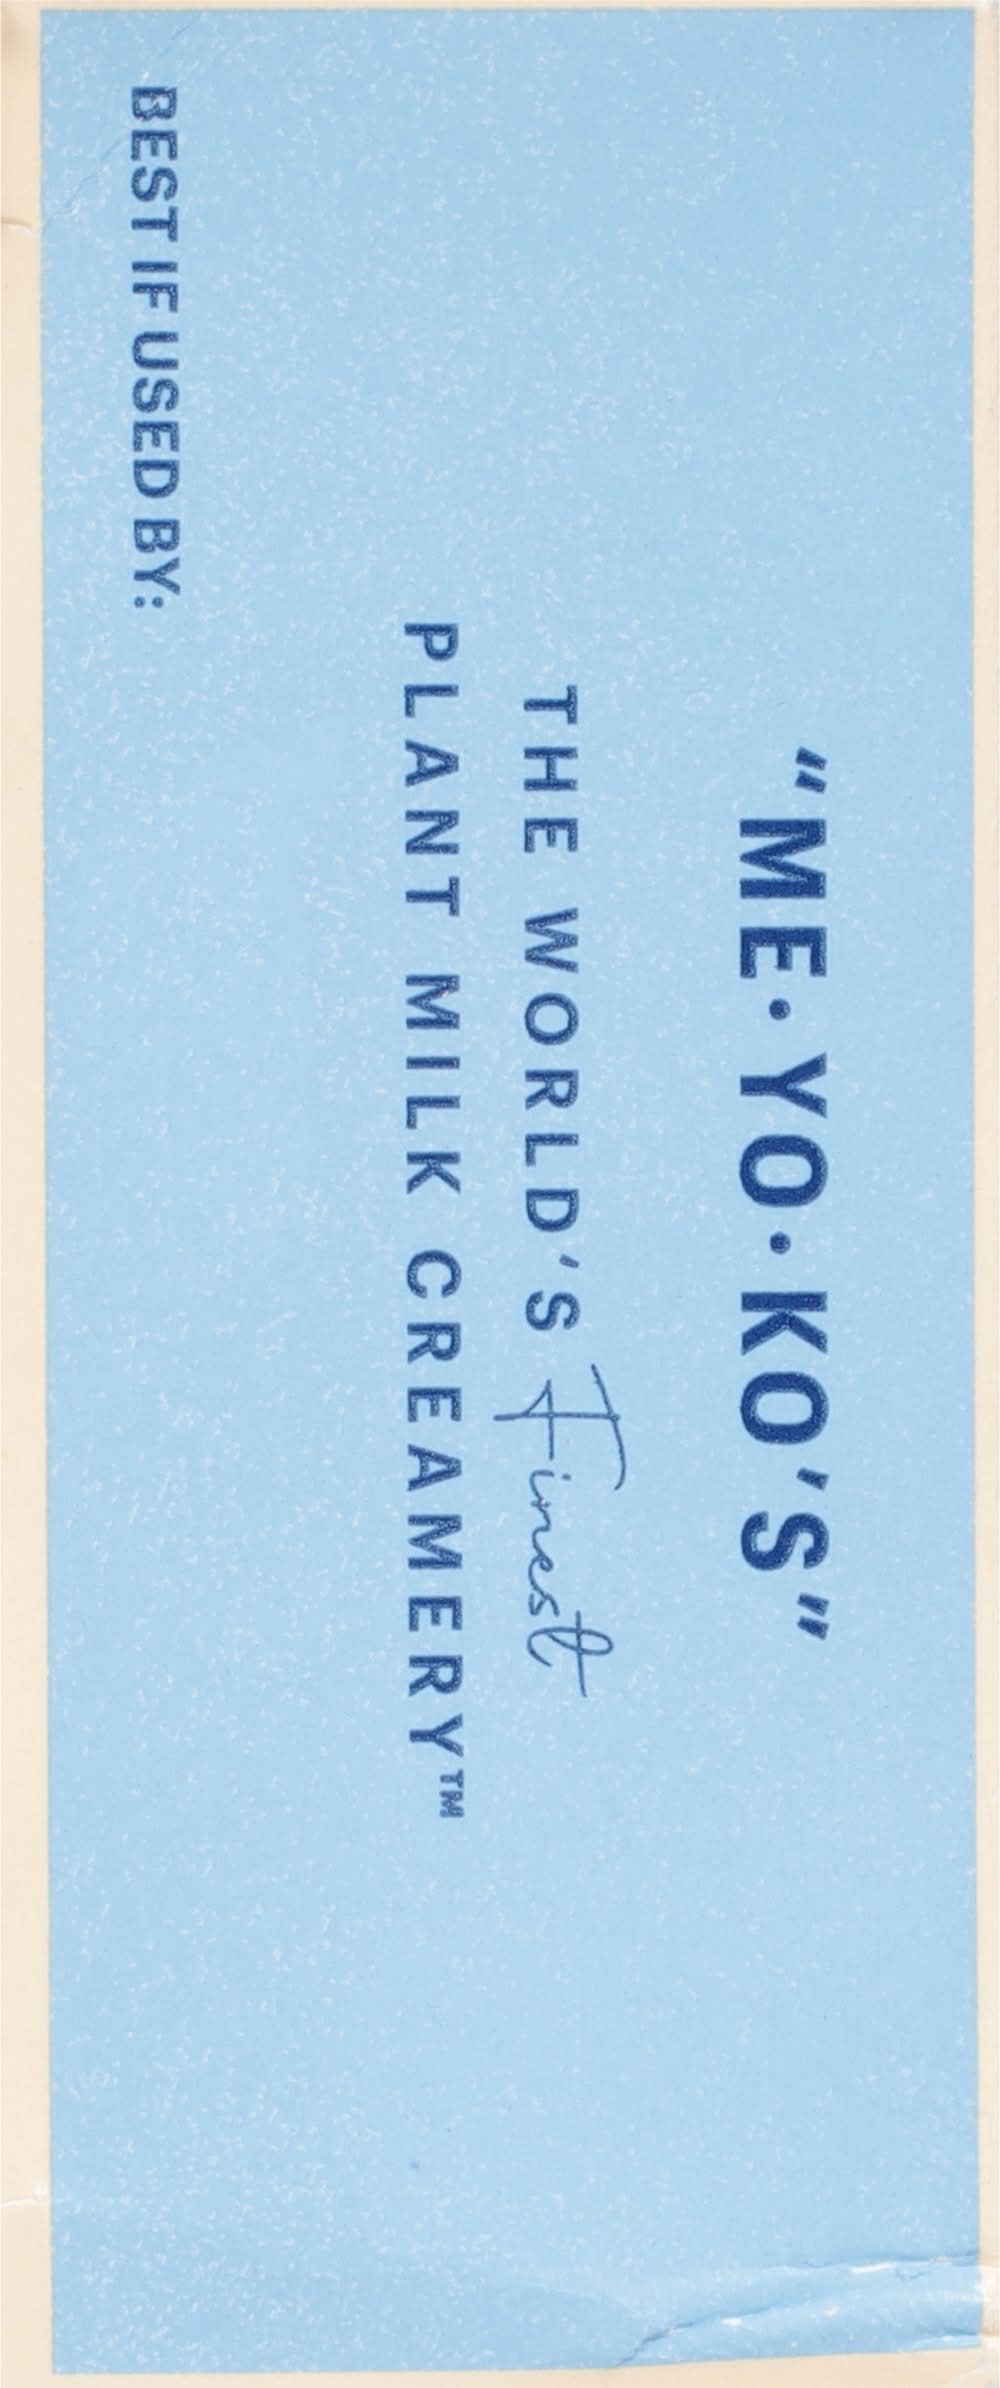 "ME·YO·KO'S"
THE WORLD'S Finest
PLANT MILK CREAMERY™
BEST IF USED BY: